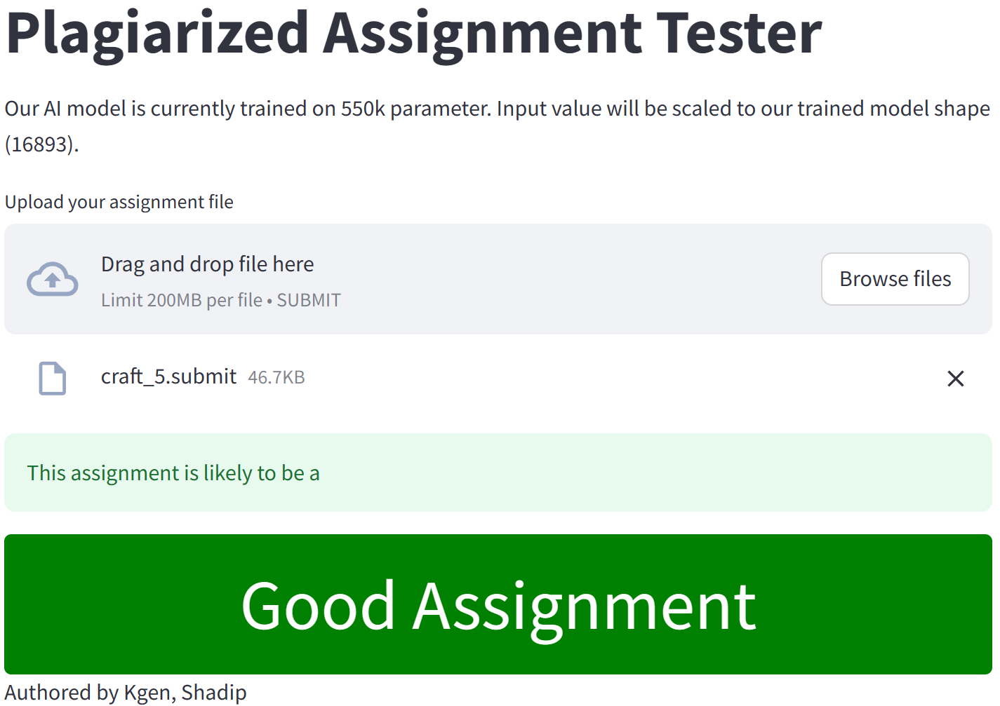 Plagiarized Assignment Tester
Our AI model is currently trained on 550k parameter. Input value will be scaled to our trained model shape
(16893).
Upload your assignment file
Drag and drop file here
Limit 200MB per file • SUBMIT
Browse files
craft_5.submit 46.7KB
This assignment is likely to be a
Good Assignment
Authored by Kgen, Shadip